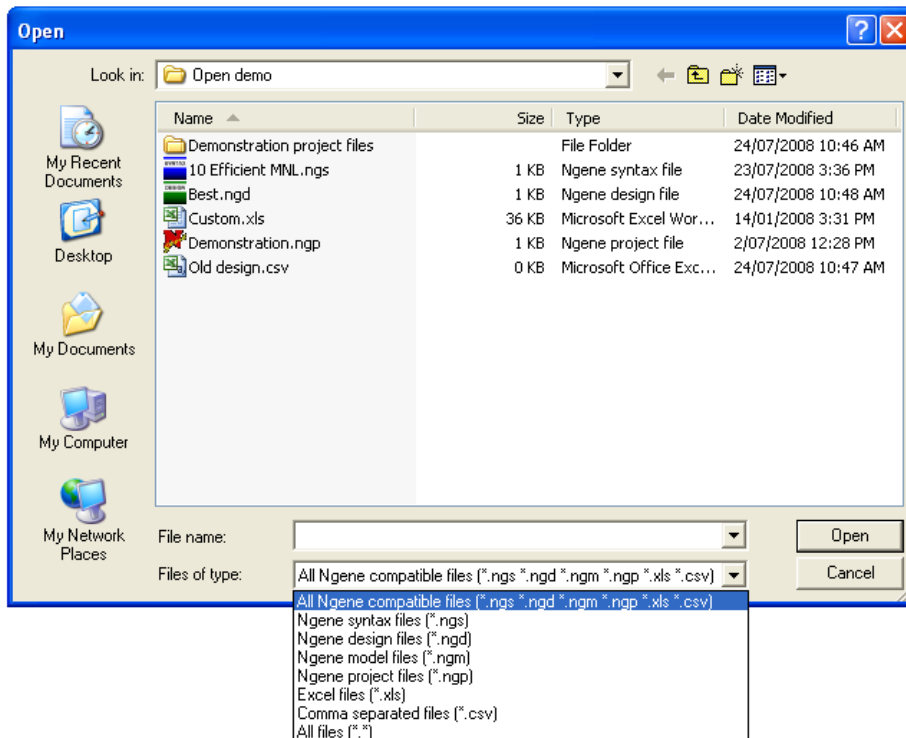 Open
Look in: Open demo
Name Size Type Date Modified
Demonstration project files File Folder 24/07/2008 10:46 AM
10 Efficient MNL.ngs 1 KB Ngene syntax file 23/07/2008 3:36 PM
Best.ngd 1 KB Ngene design file 24/07/2008 10:48 AM
Custom.xls 36 KB Microsoft Excel Wor... 14/01/2008 3:31 PM
Demonstration.ngp 1 KB Ngene project file 2/07/2008 12:28 PM
Old design.csv 0 KB Microsoft Office Exc... 24/07/2008 10:47 AM
My Recent
Documents
Desktop
My Documents
My Computer
My Network
Places
File name: Open
Files of type: All Ngene compatible files (*.ngs *.ngd *.ngm *.ngp *.xls *.csv) Cancel
All Ngene compatible files (*.ngs *.ngd *.ngm *.ngp *.xls *.csv)
Ngene syntax files (*.ngs)
Ngene design files (*.ngd)
Ngene model files (*.ngm)
Ngene project files (*.ngp)
Excel files (*.xls)
Comma separated files (*.csv)
All files (*.*)